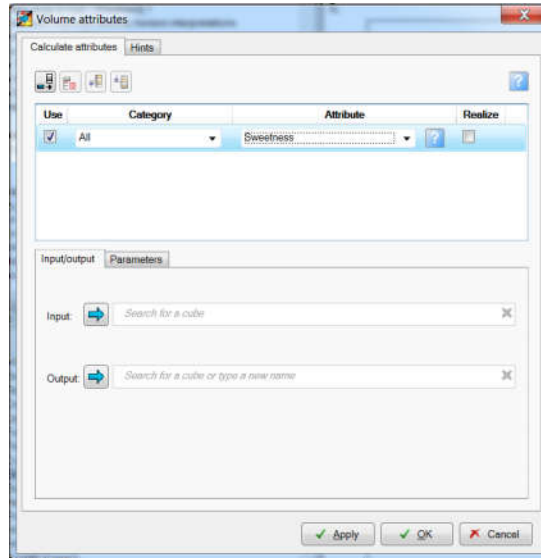 Volume attributes
Calculate attributes Hints
Use Category Attribute Realize
All Sweetness
Input/output Parameters
Input: Search for a cube
Output: Search for a cube or type a new name
Apply OK Cancel